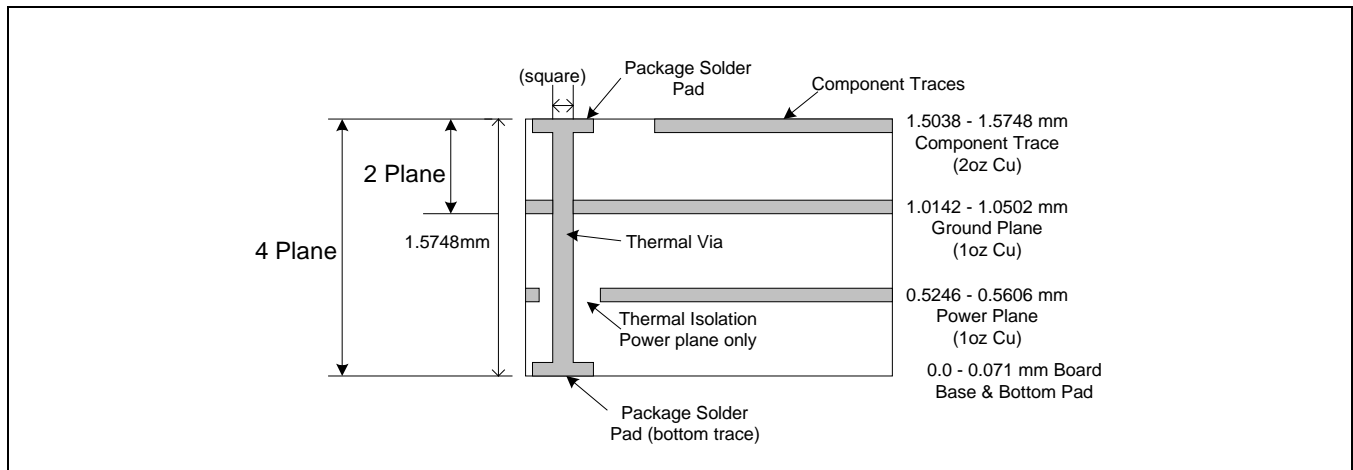 (square)
Package Solder
Pad
Component Traces
1.5038 - 1.5748 mm
Component Trace
(2oz Cu)
2 Plane
4 Plane
1.5748mm
1.0142 - 1.0502 mm
Ground Plane
(1oz Cu)
Thermal Via
0.5246 - 0.5606 mm
Power Plane
(1oz Cu)
Thermal Isolation
Power plane only
0.0 - 0.071 mm Board
Base & Bottom Pad
Package Solder
Pad (bottom trace)